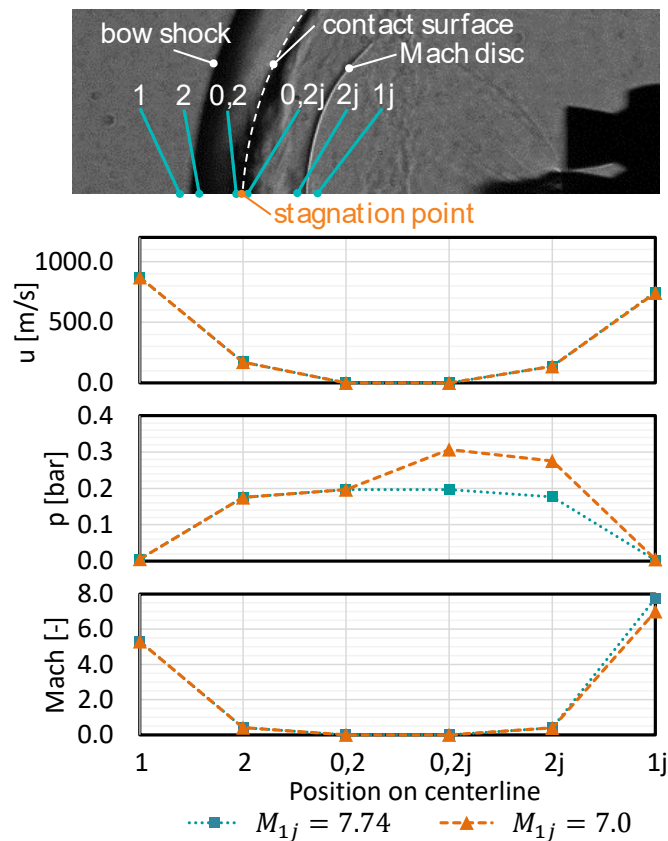 contact surface
bow shock
Mach disc
1 2 0,2 0,2j 2j 1j
stagnation point
1000.0
500.0
0.0
u [m/s]
0.4
0.3
0.2
0.1
0.0
p [bar]
8.0
6.0
4.0
2.0
0.0
Mach [-]
1 2 0,2 0,2j 2j 1j
Position on centerline
M1j = 7.74 M1j = 7.0